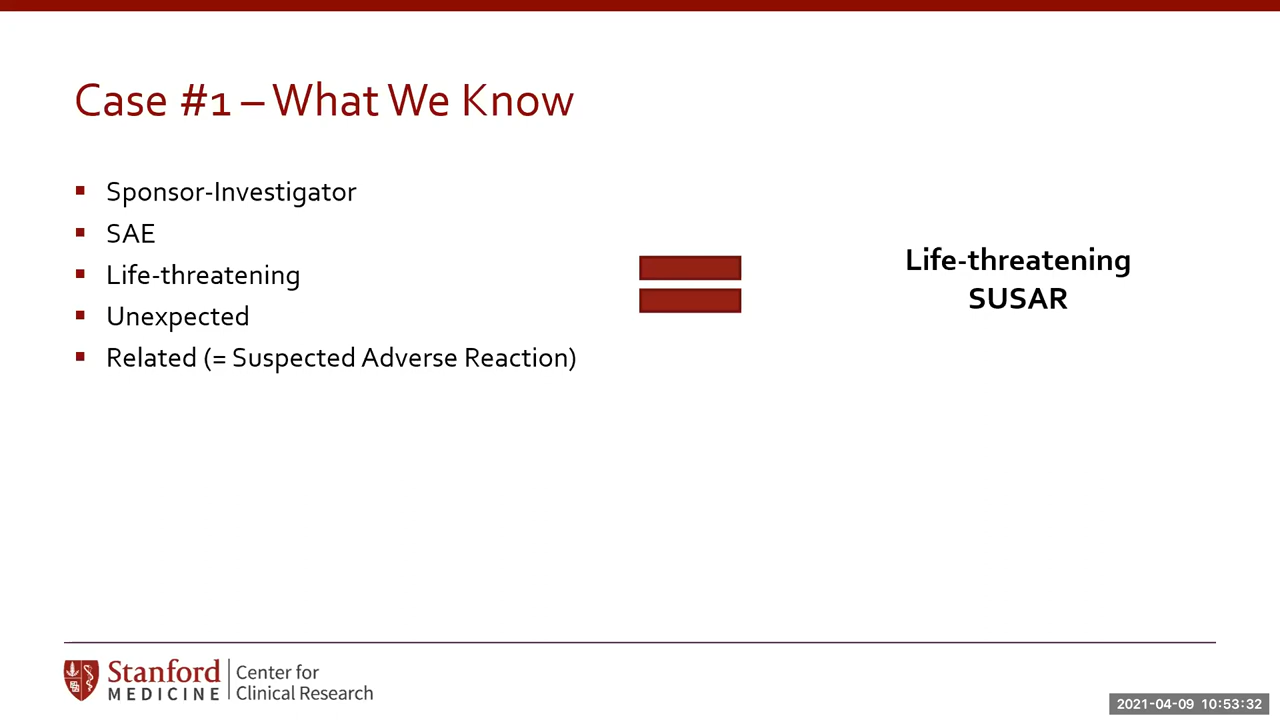 Case #1 – What We Know
Sponsor-Investigator
SAE
Life-threatening
Unexpected
Related (= Suspected Adverse Reaction)
Life-threatening
SUSAR
Stanford
MEDICINE
Center for
Clinical Research
2021-04-09 10:53:32